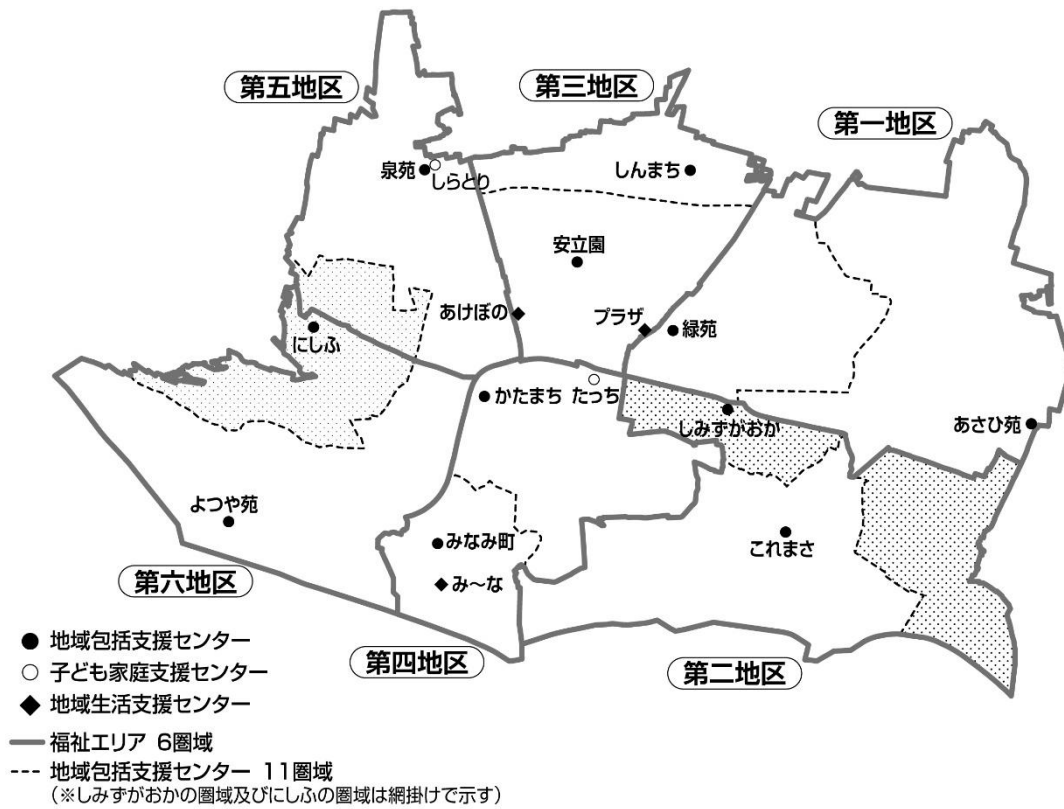 第五地区
第三地区
第一地区
泉苑
しらとり
しんまち
安立園
あけぼの
プラザ
緑苑
にしふ
かたまち
たっち
しみずがおか
あさひ苑
よつや苑
みなみ町
これまさ
み〜な
第六地区
第四地区
第二地区
● 地域包括支援センター
○ 子ども家庭支援センター
◆ 地域生活支援センター
福祉エリア 6圏域
地域包括支援センター 11圏域
（※しみずがおかの圏域及びにしふの圏域は網掛けで示す）